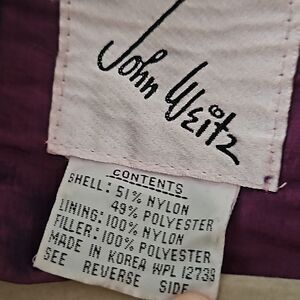 John Weitz
CONTENTS
SHELL: 51% NYLON
49% POLYESTER
LINING: 100% NYLON
FILLER: 100% POLYESTER
MADE IN KOREA WPL 12739
SEE REVERSE SIDE